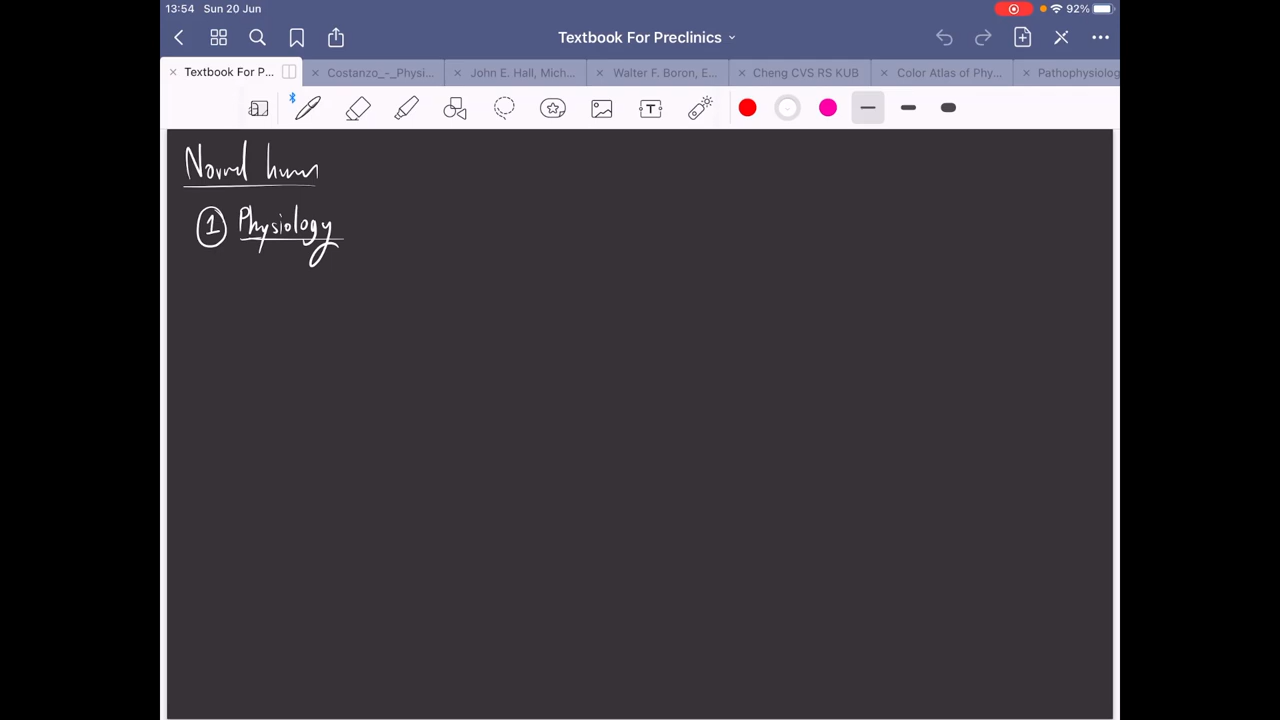 13:54 Sun 20 Jun 92%
Textbook For Preclinics
Textbook For P... Costanzo_-_Physi... John E. Hall, Mich... Walter F. Boron, E... Cheng CVS RS KUB Color Atlas of Phy... Pathophysiolog
T
Normal human
1 Physiology